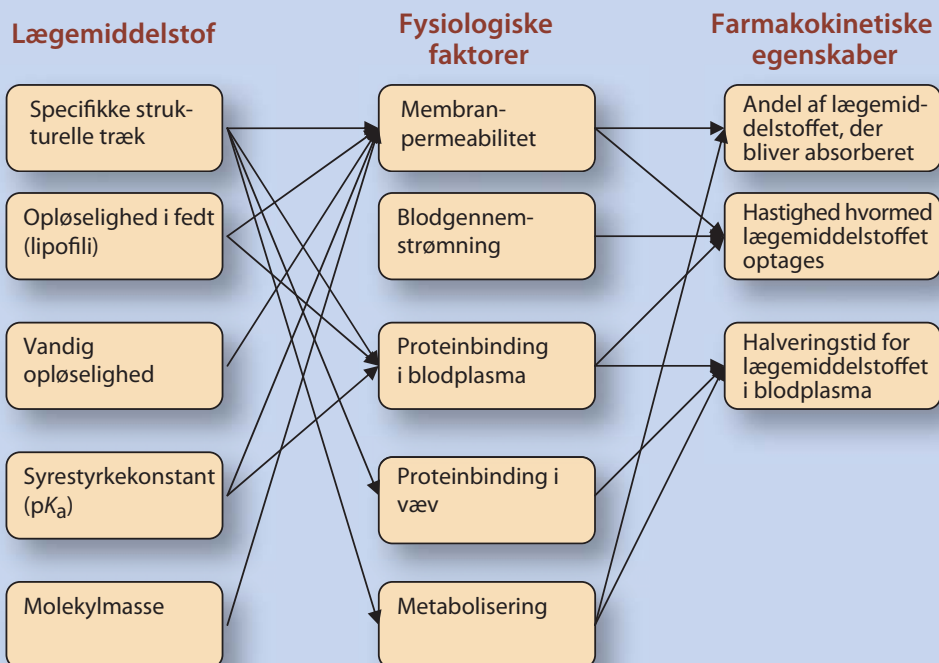 Lægemiddelstof
Specifikke struk-
turelle træk
Opløselighed i fedt
(lipofili)
Vandig
opløselighed
Syrestyrkekonstant
(pKa)
Molekylmasse
Fysiologiske
faktorer
Membran-
permeabilitet
Blodgennem-
strømning
Proteinbinding
i blodplasma
Proteinbinding i
væv
Metabolisering
Farmakokinetiske
egenskaber
Andel af lægemid-
delstoffet, der
bliver absorberet
Hastighed hvormed
lægemiddelstoffet
optages
Halveringstid for
lægemiddelstoffet
i blodplasma